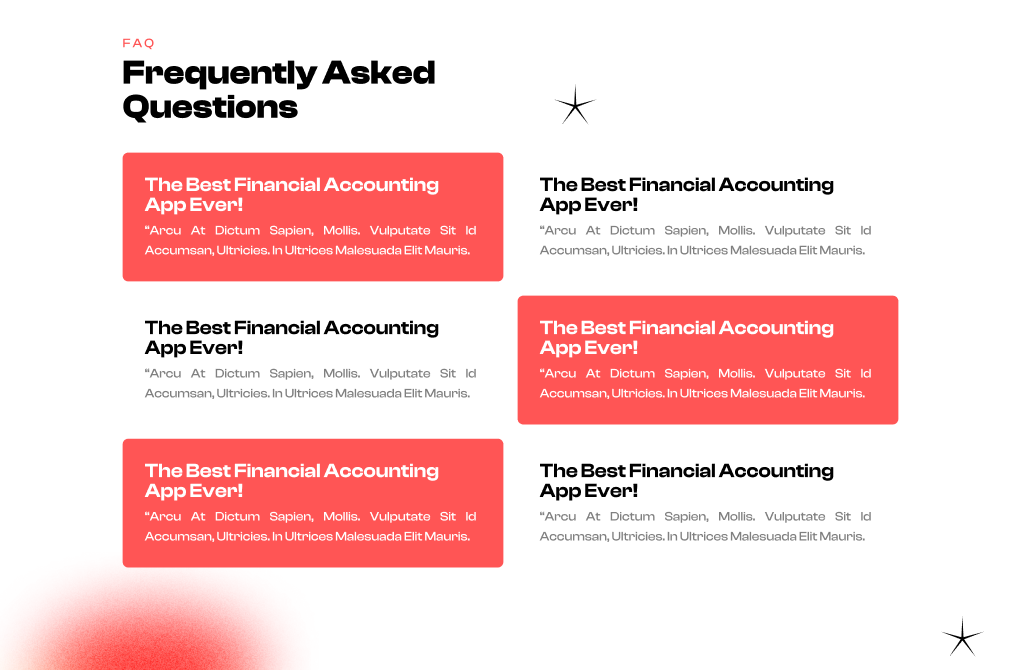 FAQ
Frequently Asked
Questions
The Best Financial Accounting
App Ever!
“Arcu At Dictum Sapien, Mollis. Vulputate Sit Id
Accumsan, Ultricies. In Ultrices Malesuada Elit Mauris.
The Best Financial Accounting
App Ever!
“Arcu At Dictum Sapien, Mollis. Vulputate Sit Id
Accumsan, Ultricies. In Ultrices Malesuada Elit Mauris.
The Best Financial Accounting
App Ever!
“Arcu At Dictum Sapien, Mollis. Vulputate Sit Id
Accumsan, Ultricies. In Ultrices Malesuada Elit Mauris.
The Best Financial Accounting
App Ever!
“Arcu At Dictum Sapien, Mollis. Vulputate Sit Id
Accumsan, Ultricies. In Ultrices Malesuada Elit Mauris.
The Best Financial Accounting
App Ever!
“Arcu At Dictum Sapien, Mollis. Vulputate Sit Id
Accumsan, Ultricies. In Ultrices Malesuada Elit Mauris.
The Best Financial Accounting
App Ever!
“Arcu At Dictum Sapien, Mollis. Vulputate Sit Id
Accumsan, Ultricies. In Ultrices Malesuada Elit Mauris.